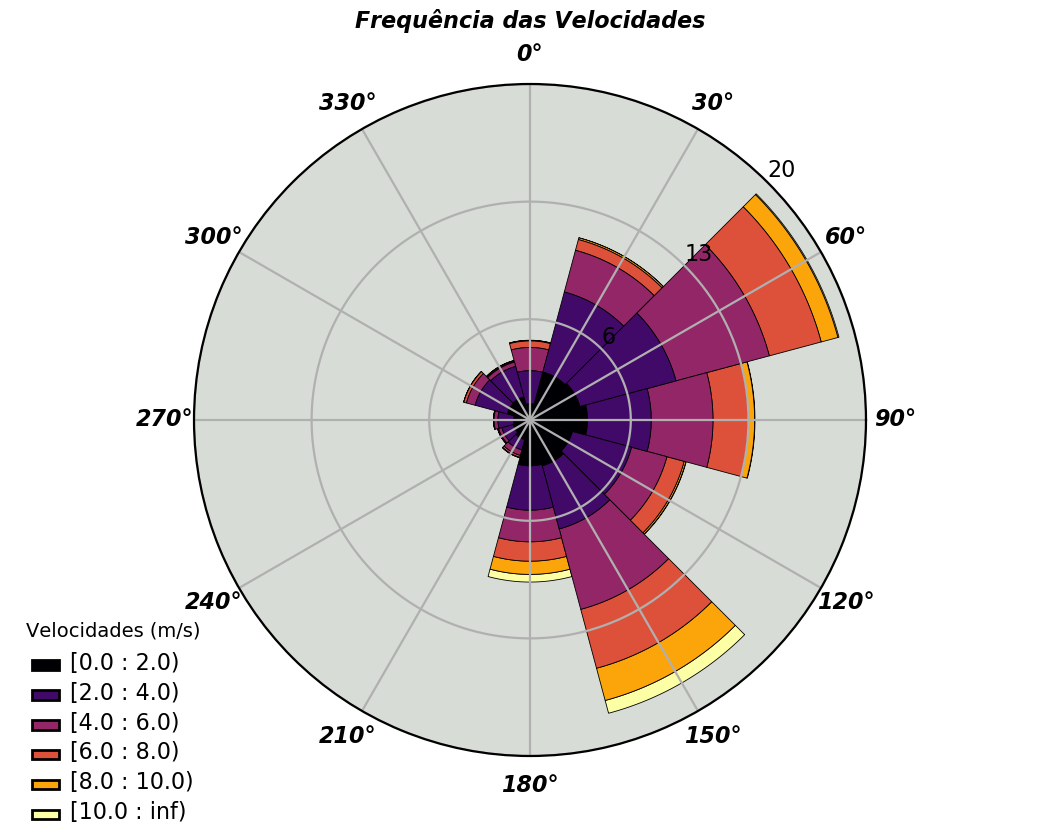 Frequência das Velocidades
0°
330°
30°
20
300°
60°
13
6
270°
90°
240°
120°
210°
150°
180°
Velocidades (m/s)
[0.0 : 2.0)
[2.0 : 4.0)
[4.0 : 6.0)
[6.0 : 8.0)
[8.0 : 10.0)
[10.0 : inf)